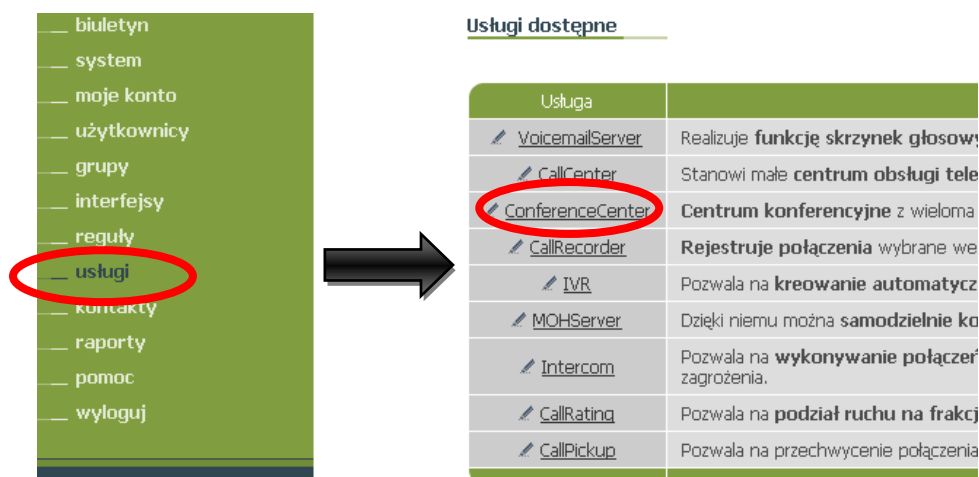 biuletyn
system
moje konto
użytkownicy
grupy
interfejsy
reguły
usługi
kontakty
raporty
pomoc
wyloguj
Usługi dostępne
Usługa
VoicemailServer Realizuje funkcję skrzynek głosowy
CallCenter Stanowi małe centrum obsługi tele
ConferenceCenter Centrum konferencyjne z wieloma
CallRecorder Rejestruje połączenia wybrane we
IVR Pozwala na kreowanie automatycz
MOHServer Dzięki niemu można samodzielnie ko
Intercom Pozwala na wykonywanie połączeń
zagrożenia.
CallRating Pozwala na podział ruchu na frakcj
CallPickup Pozwala na przechwycenie połączenia